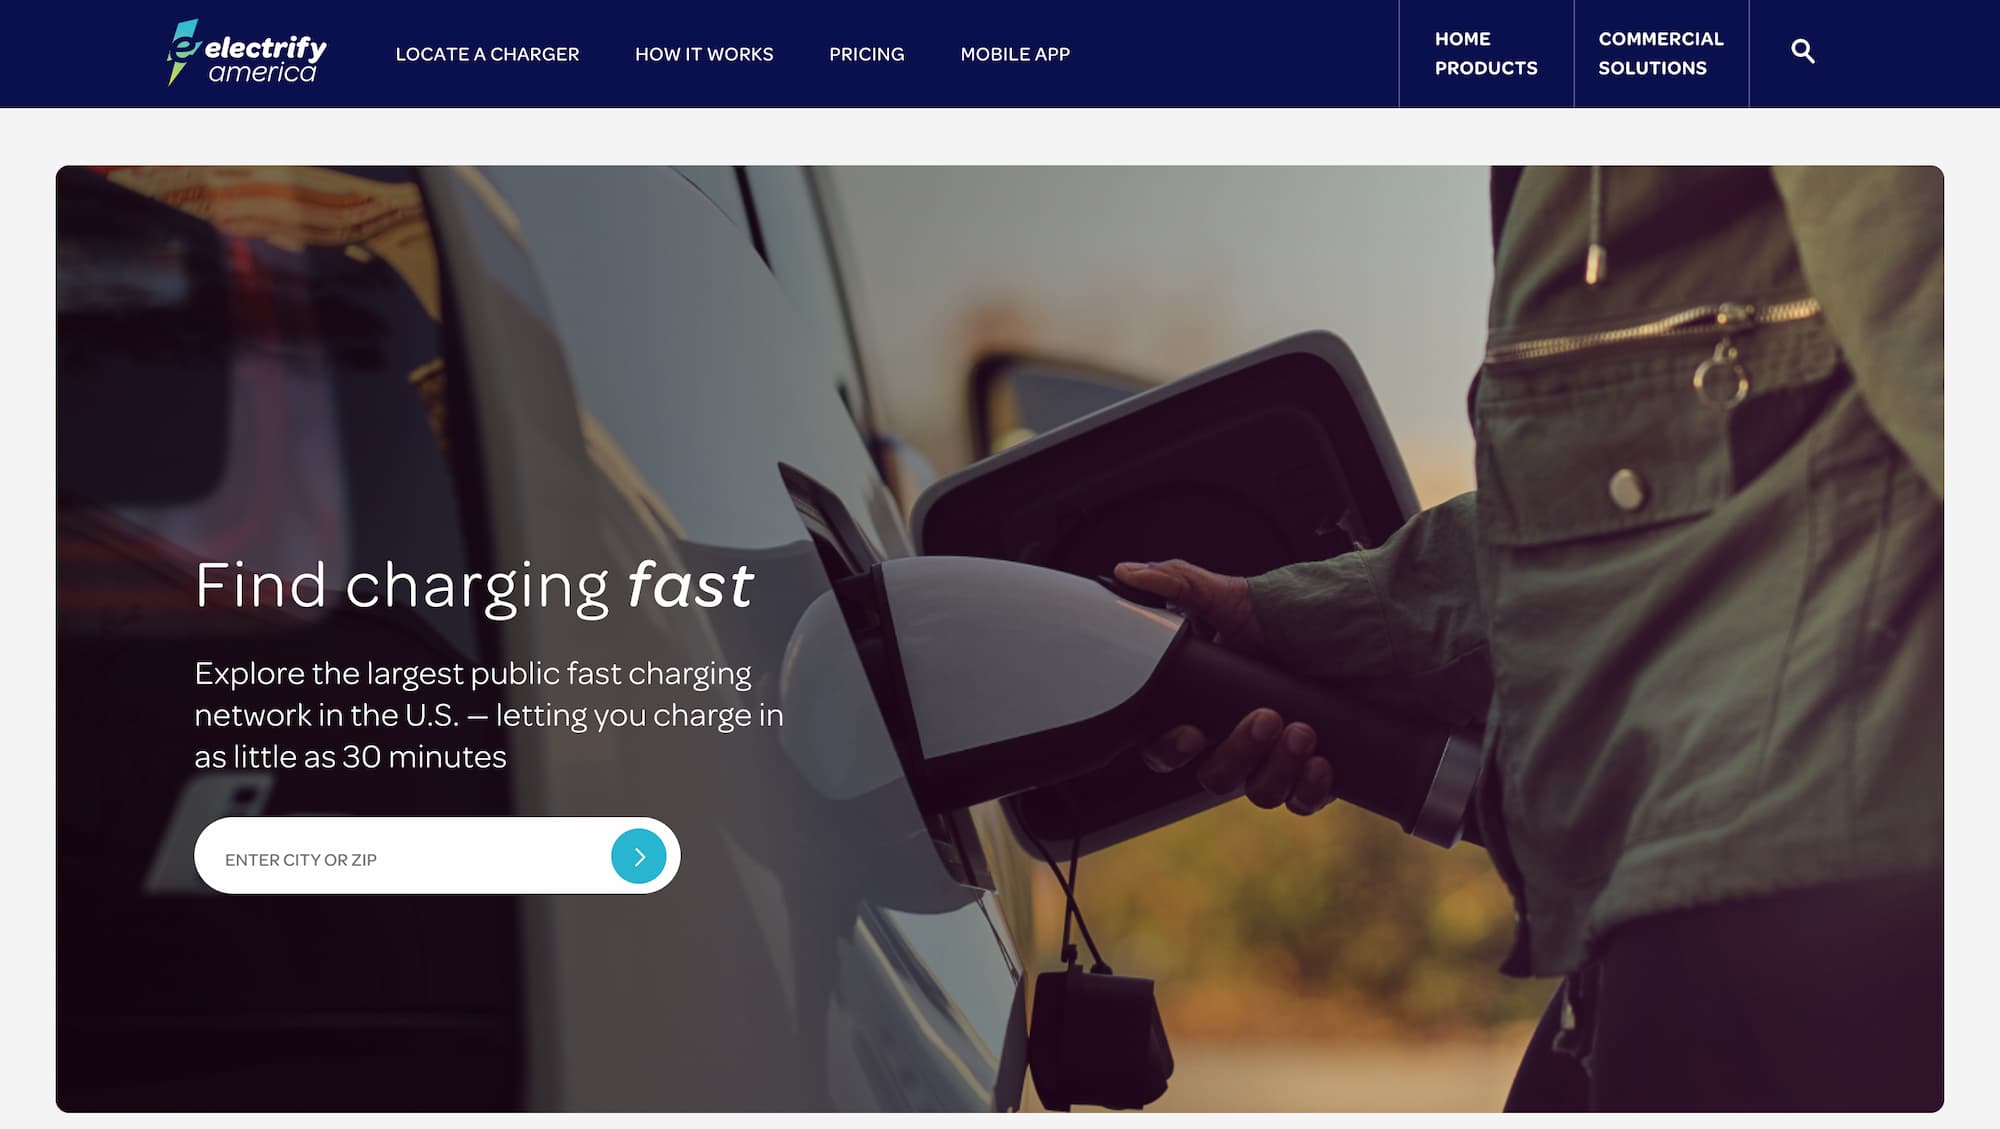 electrify
america
LOCATE A CHARGER
HOW IT WORKS
PRICING
MOBILE APP
HOME
PRODUCTS
COMMERCIAL
SOLUTIONS
Find charging fast
Explore the largest public fast charging
network in the U.S. — letting you charge in
as little as 30 minutes
ENTER CITY OR ZIP